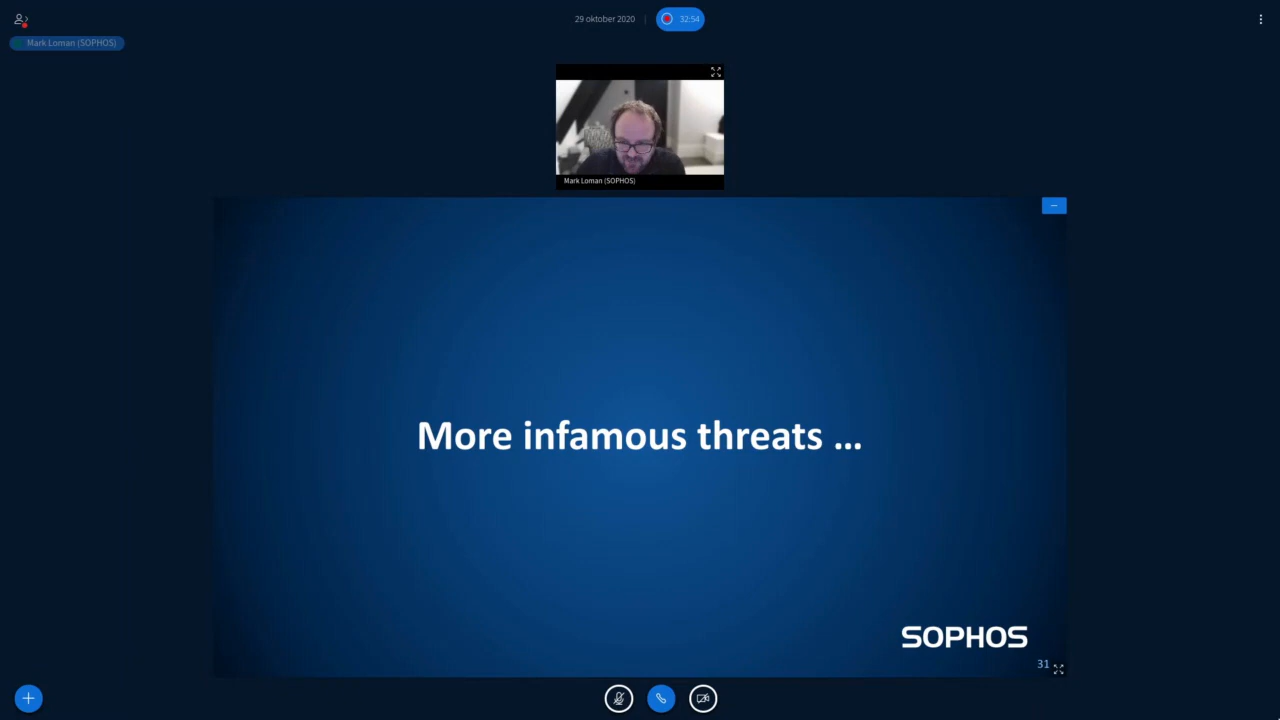 29 oktober 2020
32:54
Mark Loman (SOPHOS)
Mark Loman (SOPHOS)
More infamous threats ...
SOPHOS
31